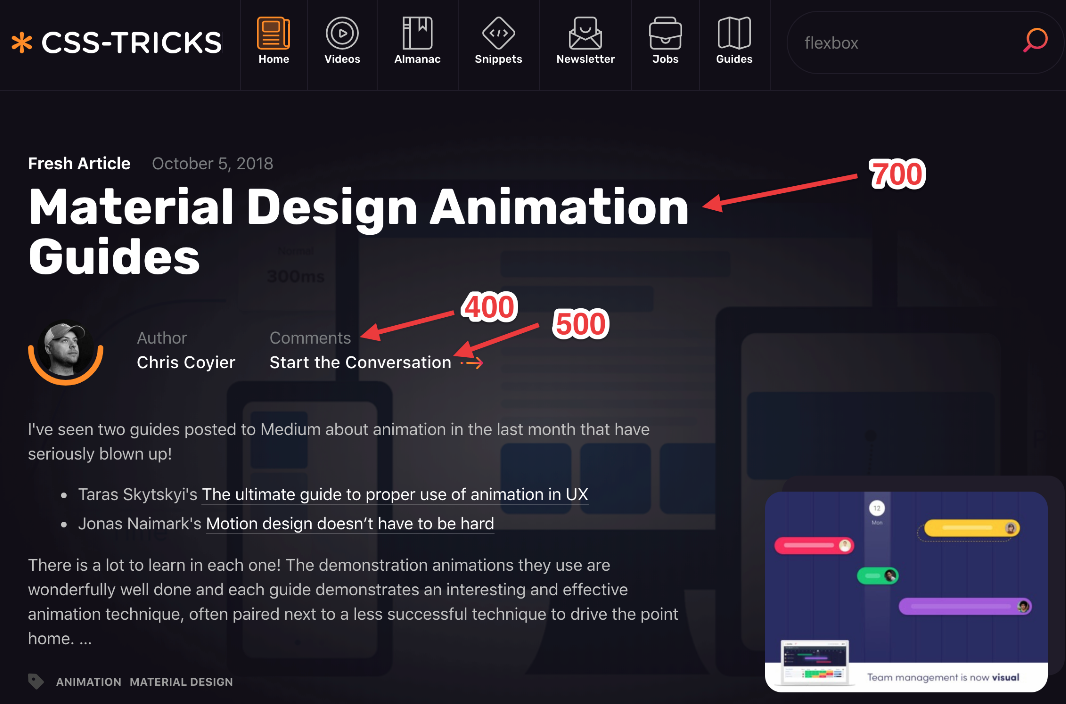 CSS-TRICKS
Home
Videos
Almanac
Snippets
Newsletter
Jobs
Guides
flexbox
Fresh Article October 5, 2018
Material Design Animation
Guides
700
300ms
400
500
Author
Chris Coyier
Comments
Start the Conversation
I've seen two guides posted to Medium about animation in the last month that have
seriously blown up!
• Taras Skytskyi's The ultimate guide to proper use of animation in UX
• Jonas Naimark's Motion design doesn’t have to be hard
There is a lot to learn in each one! The demonstration animations they use are
wonderfully well done and each guide demonstrates an interesting and effective
animation technique, often paired next to a less successful technique to drive the point
home. ...
ANIMATION MATERIAL DESIGN
12
Mon
Team management is now visual